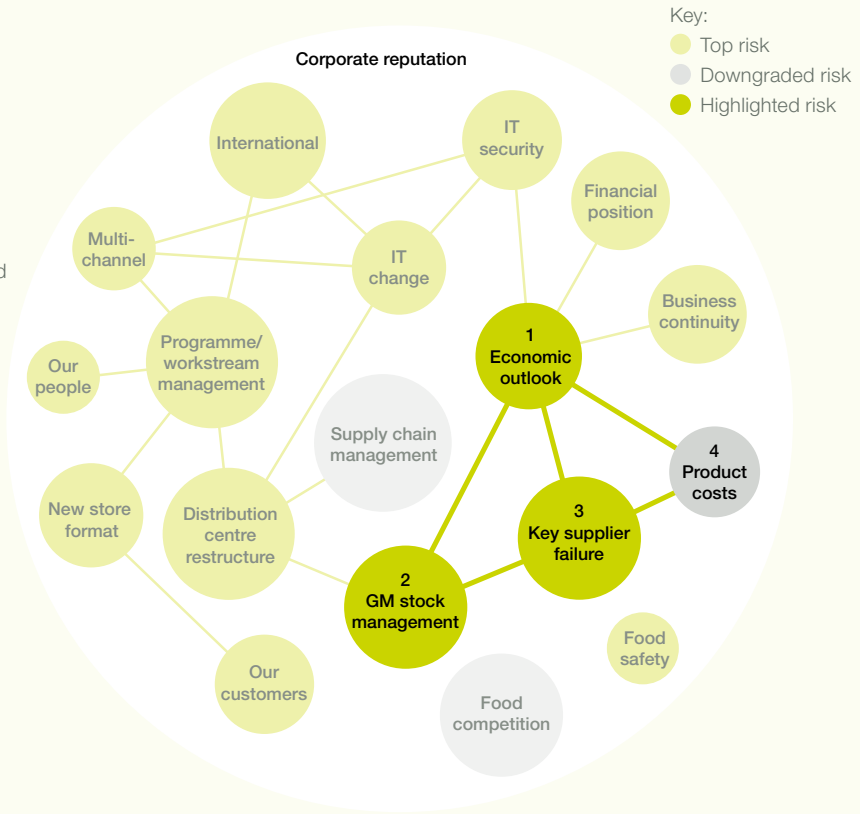 Key:
Top risk
Downgraded risk
Highlighted risk
Corporate reputation
International
IT
security
Financial
position
Multi-
channel
IT
change
d
Business
continuity
Programme/
workstream
management
1
Economic
outlook
Our
people
Supply chain
management
4
Product
costs
New store
format
Distribution
centre
restructure
3
Key supplier
failure
2
GM stock
management
Food
safety
Our
customers
Food
competition